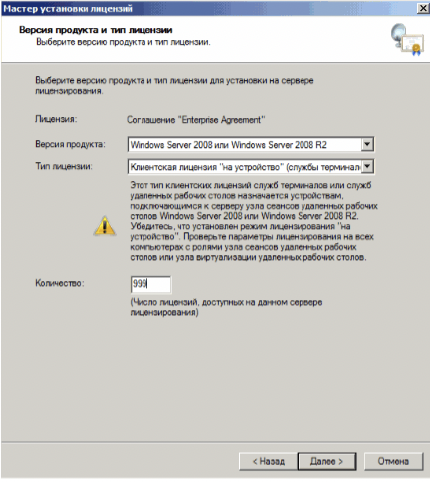 Мастер установки лицензий
Версия продукта и тип лицензии
Выберите версию продукта и тип лицензии.
Выберите версию продукта и тип лицензии для установки на сервере
лицензирования.
Лицензия: Соглашение "Enterprise Agreement"
Версия продукта: Windows Server 2008 или Windows Server 2008 R2
Тип лицензии: Клиентская лицензия "на устройство" (службы терминал
Этот тип клиентских лицензий служб терминалов или служб
удаленных рабочих столов назначается устройствам,
подключающимся к серверу узла сеансов удаленных рабочих
столов Windows Server 2008 или Windows Server 2008 R2.
Убедитесь, что установлен режим лицензирования "на
устройство". Проверьте параметры лицензирования на всех
компьютерах с ролями узла сеансов удаленных рабочих
столов или узла виртуализации удаленных рабочих столов.
Количество: 999
(Число лицензий, доступных на данном сервере
лицензирования)
< Назад Далее > Отмена